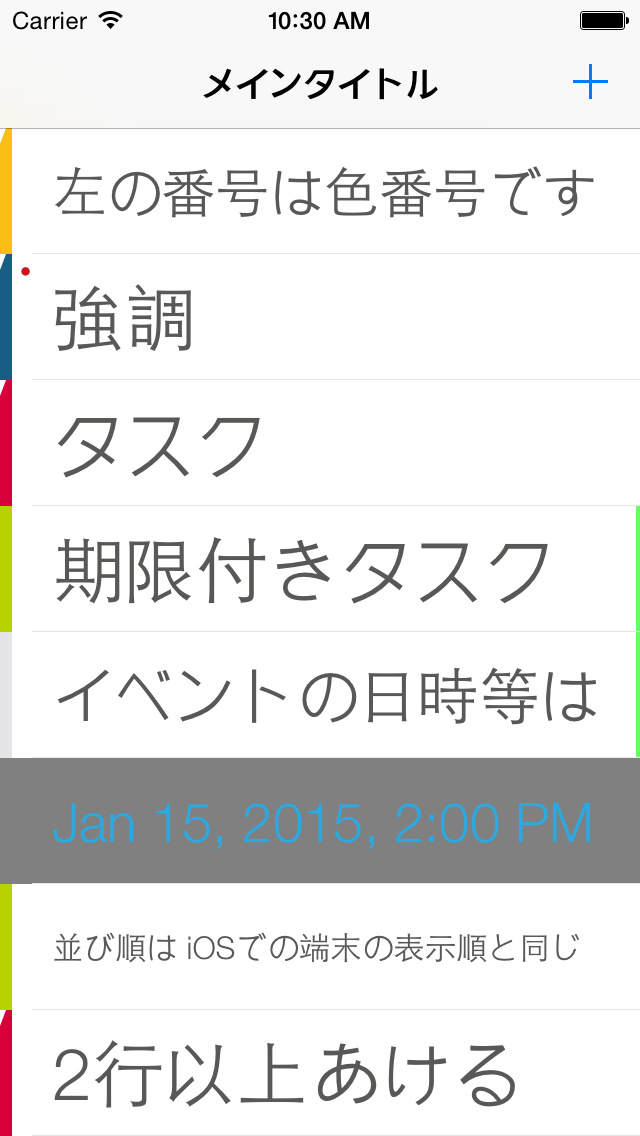 Carrier 10:30 AM
メインタイトル
左の番号は色番号です
強調
タスク
期限付きタスク
イベントの日時等は
Jan 15, 2015, 2:00 PM
並び順は iOSでの端末の表示順と同じ
2行以上あける